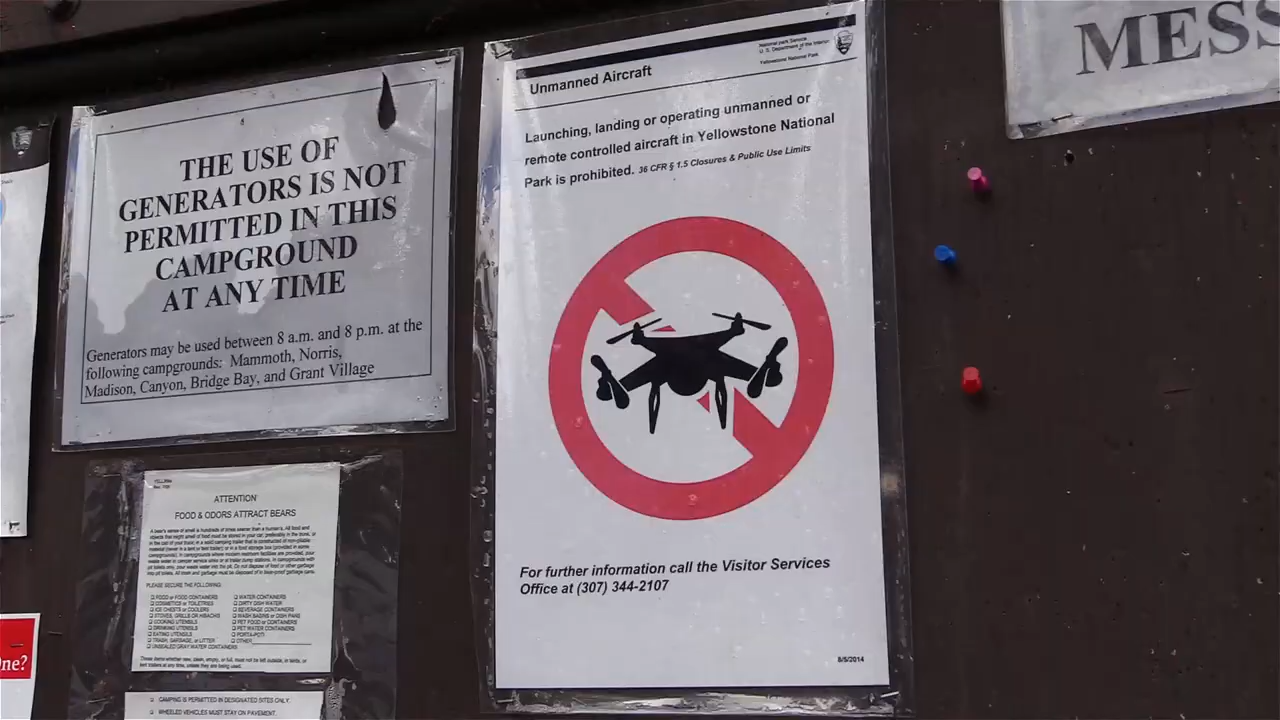 THE USE OF
GENERATORS IS NOT
PERMITTED IN THIS
CAMPGROUND
AT ANY TIME
Generators may be used between 8 a.m. and 8 p.m. at the
following campgrounds: Mammoth, Norris,
Madison, Canyon, Bridge Bay, and Grant Village
ATTENTION
FOOD & ODORS ATTRACT BEARS
PLEASE SECURE THE FOLLOWING:
FOOD or FOOD CONTAINERS
COSMETICS or TOILETRIES
ICE CHESTS or COOLERS
STOVES, GRILLS OR HIBACHIS
COOKING UTENSILS
DRINKING UTENSILS
EATING UTENSILS
TRASH, GARBAGE, or LITTER
UNSEALED GRAY WATER CONTAINERS
WATER CONTAINERS
DIRTY DISH WATER
BEVERAGE CONTAINERS
WASH BASINS or DISH PANS
PET FOOD or CONTAINERS
PET WATER CONTAINERS
PORTA-POTI
OTHER
CAMPING IS PERMITTED IN DESIGNATED SITES ONLY.
WHEELED VEHICLES MUST STAY ON PAVEMENT.
One?
National park Service
U. S. Department of the Interior
Yellowstone National Park
Unmanned Aircraft
Launching, landing or operating unmanned or
remote controlled aircraft in Yellowstone National
Park is prohibited. 36 CFR § 1.5 Closures & Public Use Limits
For further information call the Visitor Services
Office at (307) 344-2107
8/5/2014
MESS